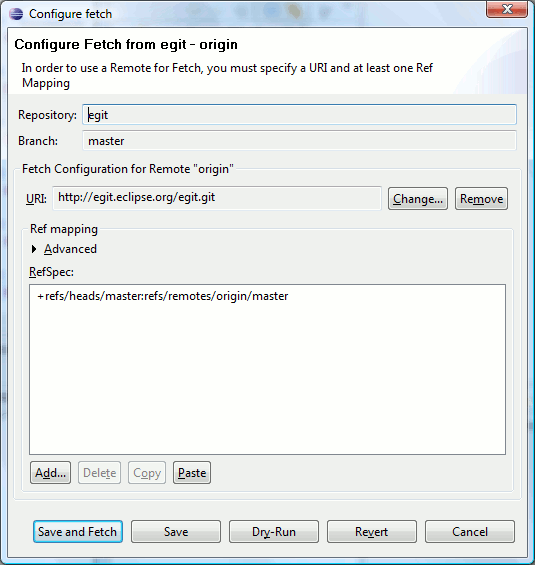 Configure fetch
Configure Fetch from egit - origin
In order to use a Remote for Fetch, you must specify a URI and at least one Ref
Mapping
Repository: egit
Branch: master
Fetch Configuration for Remote "origin"
URI: http://egit.eclipse.org/egit.git Change... Remove
Ref mapping
Advanced
RefSpec:
+refs/heads/master:refs/remotes/origin/master
Add... Delete Copy Paste
Save and Fetch Save Dry-Run Revert Cancel